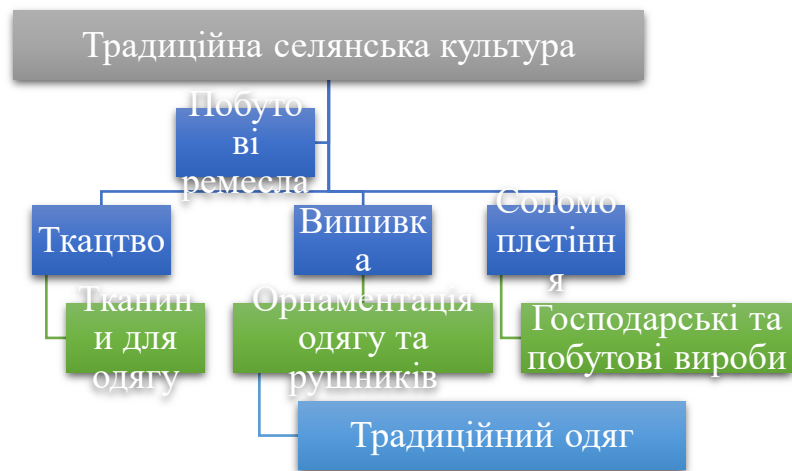 Традиційна селянська культура
Побуто
ві
ремесла
Ткацтво
Вишивк
а
Соломо
плетінн
я
Тканин
и для
одягу
Орнаментація
одягу та
рушників
Господарські та
побутові вироби
Традиційний одяг